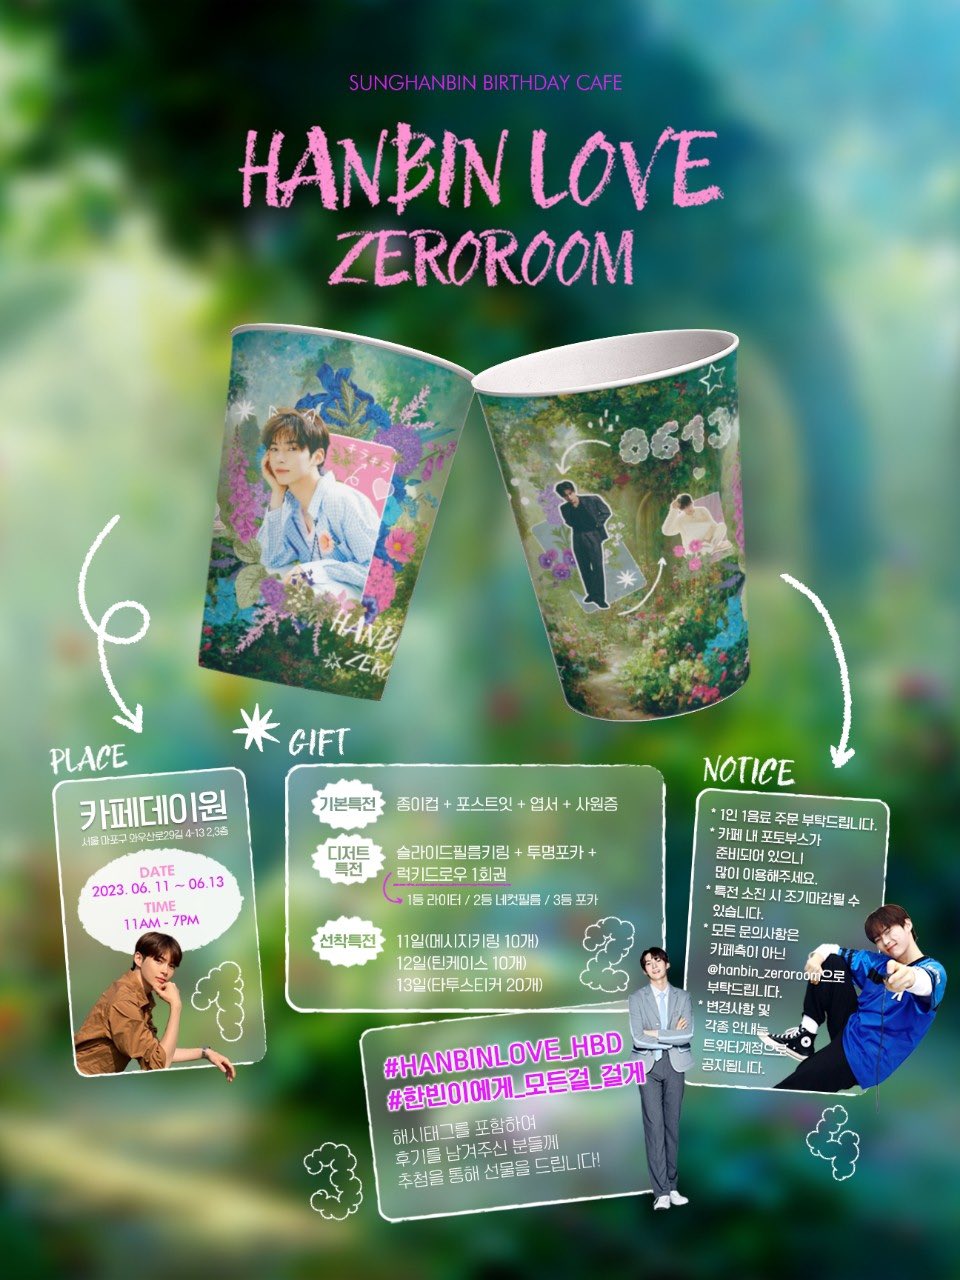 SUNGHANBIN BIRTHDAY CAFE
HANBIN LOVE
ZEROROOM
キラキラ
HANBI
ZERO
0613
PLACE
카페데이원
서울 마포구 와우산로29길 4-13 2,3층
DATE
2023. 06. 11 ~ 06.13
TIME
11AM - 7PM
1
GIFT
기본특전 종이컵 + 포스트잇 + 엽서 + 사원증
디저트
특전
슬라이드필름키링 + 투명포카 +
럭키드로우 1회권
1등 라이터 / 2등 네컷필름 / 3등 포카
선착특전 11일(메시지키링 10개)
12일(틴케이스 10개)
13일(타투스티커 20개)
2
#HANBINLOVE_HBD
#한빈이에게_모든걸_걸게
해시태그를 포함하여
후기를 남겨주신 분들께
추첨을 통해 선물을 드립니다!
3
NOTICE
* 1인 1음료 주문 부탁드립니다.
* 카페 내 포토부스가
준비되어 있으니
많이 이용해주세요.
* 특전 소진 시 조기마감될 수
있습니다.
* 모든 문의사항은
카페측이 아닌
@hanbin_zeroroom으로
부탁드립니다.
* 변경사항 및
각종 안내는
트위터계정으로
공지됩니다.
4